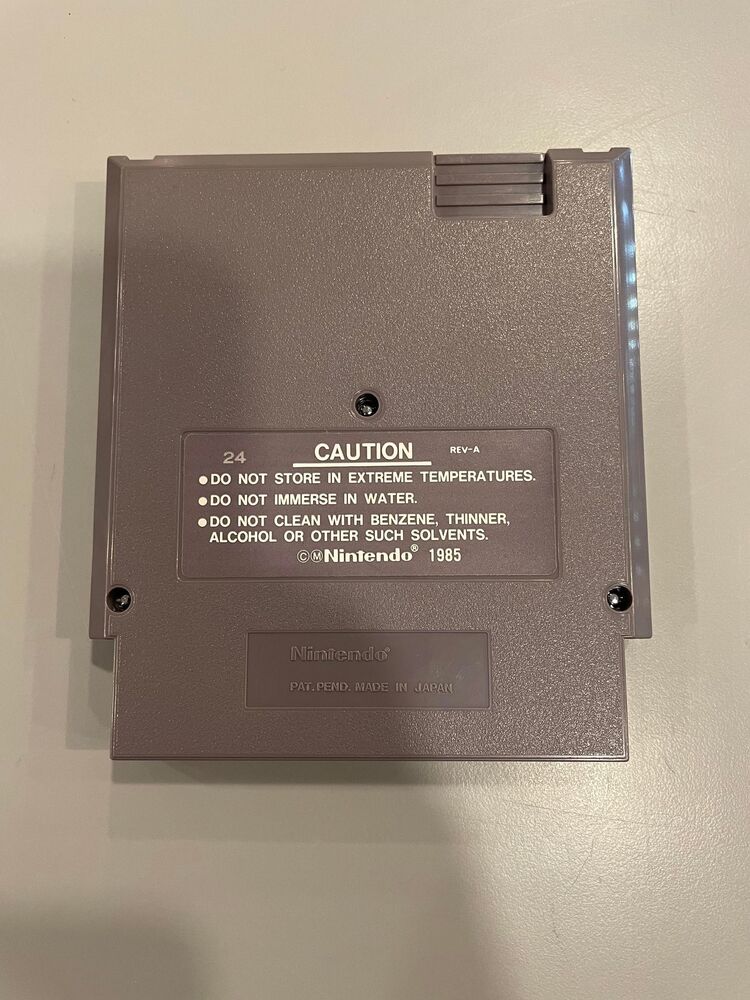 24 CAUTION REV-A
●DO NOT STORE IN EXTREME TEMPERATURES.
●DO NOT IMMERSE IN WATER.
●DO NOT CLEAN WITH BENZENE, THINNER,
ALCOHOL OR OTHER SUCH SOLVENTS.
©Ⓜ Nintendo® 1985
Nintendo®
PAT. PEND. MADE IN JAPAN